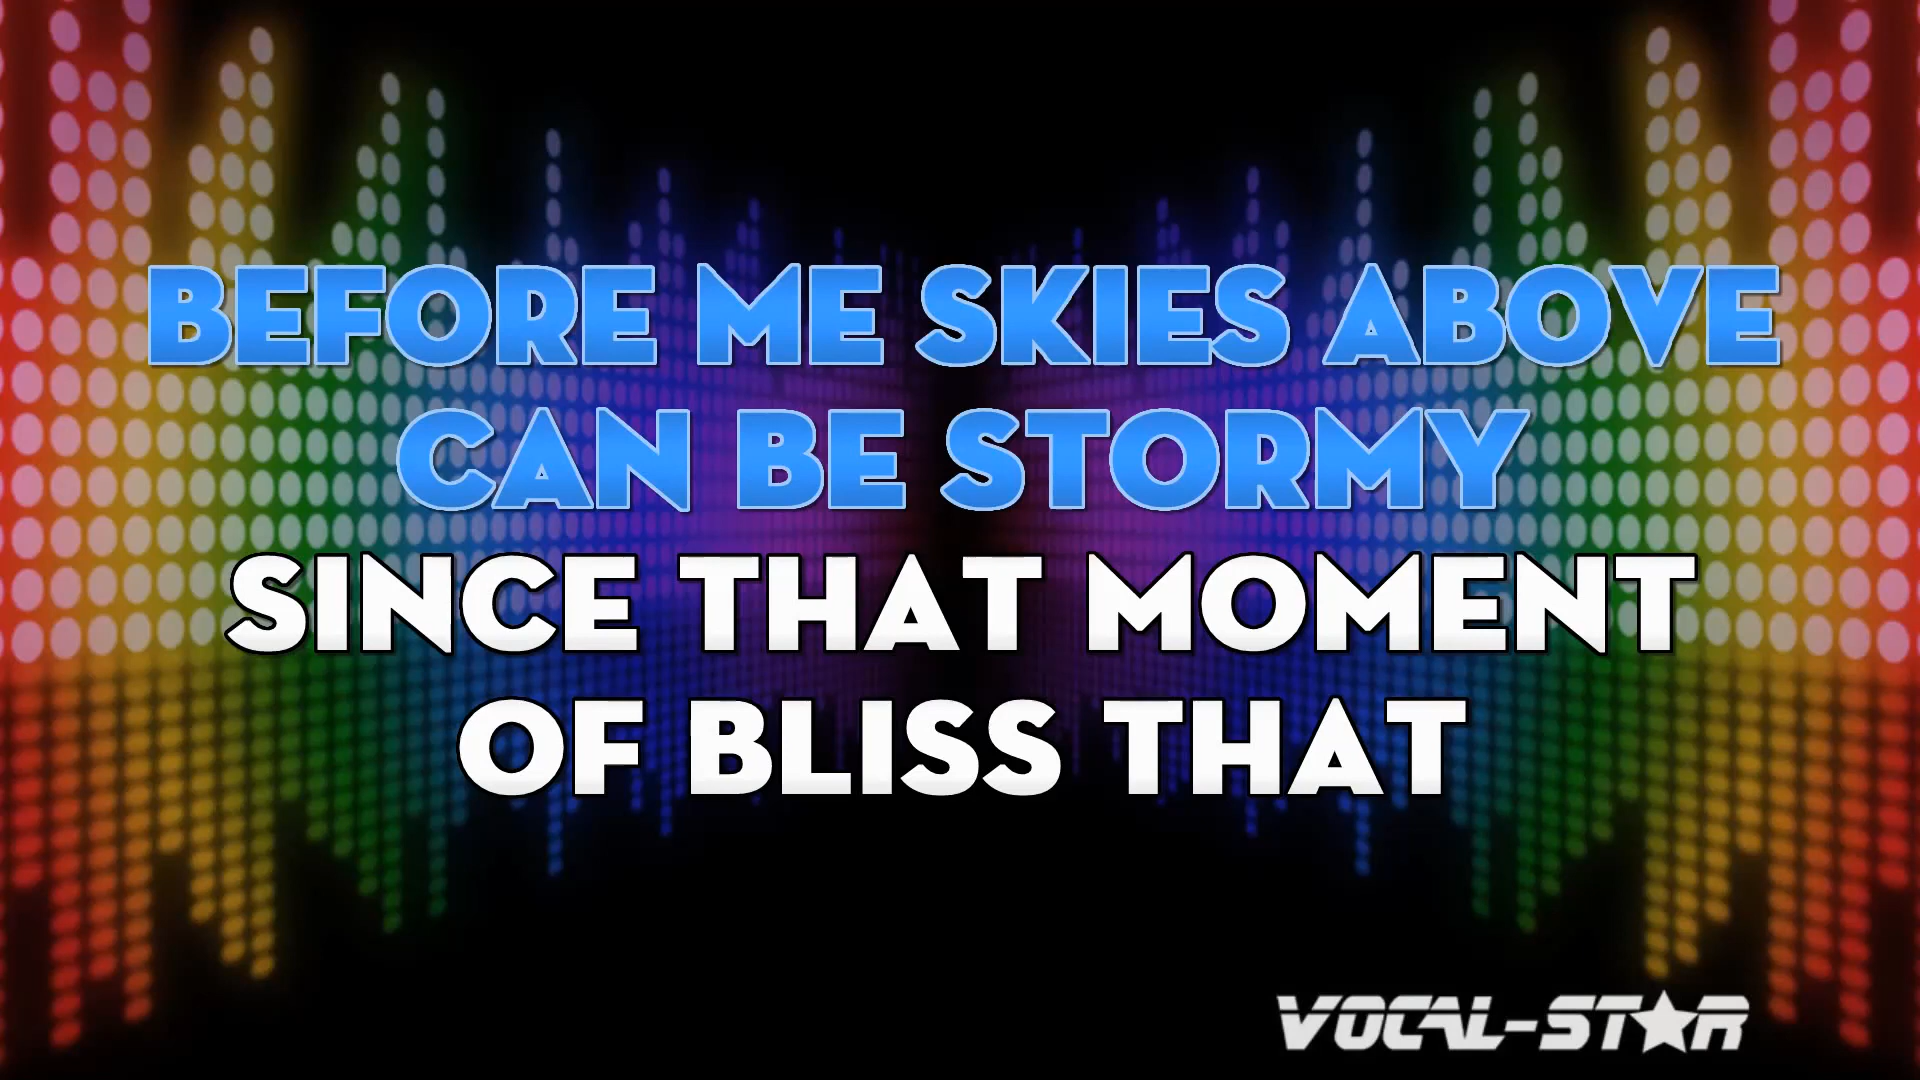 BEFORE ME SKIES ABOVE
CAN BE STORMY
SINCE THAT MOMENT
OF BLISS THAT
VOCAL-STAR